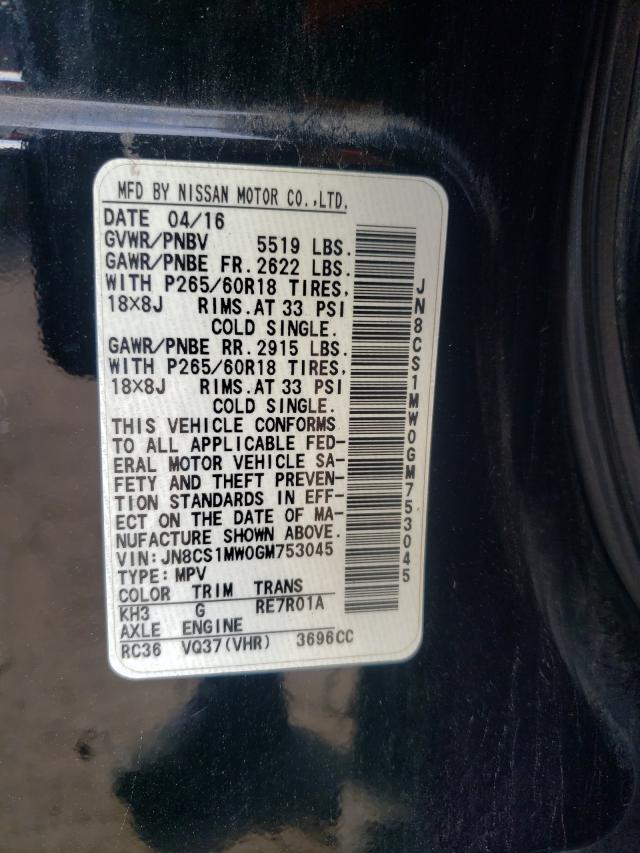 MFD BY NISSAN MOTOR CO.,LTD.
DATE 04/16
GVWR/PNBV 5519 LBS.
GAWR/PNBE FR. 2622 LBS.
WITH P265/60R18 TIRES,
18×8J RIMS.AT 33 PSI
COLD SINGLE.
GAWR/PNBE RR. 2915 LBS.
WITH P265/60R18 TIRES,
18×8J RIMS.AT 33 PSI
COLD SINGLE.
THIS VEHICLE CONFORMS
TO ALL APPLICABLE FED-
ERAL MOTOR VEHICLE SA-
FETY AND THEFT PREVEN-
TION STANDARDS IN EFF-
ECT ON THE DATE OF MA-
NUFACTURE SHOWN ABOVE.
VIN: JN8CS1MW0GM753045
TYPE: MPV
COLOR TRIM TRANS
KH3 G RE7R01A
AXLE ENGINE
RC36 VQ37(VHR) 3696CC
JN8CS1MW0GM753045